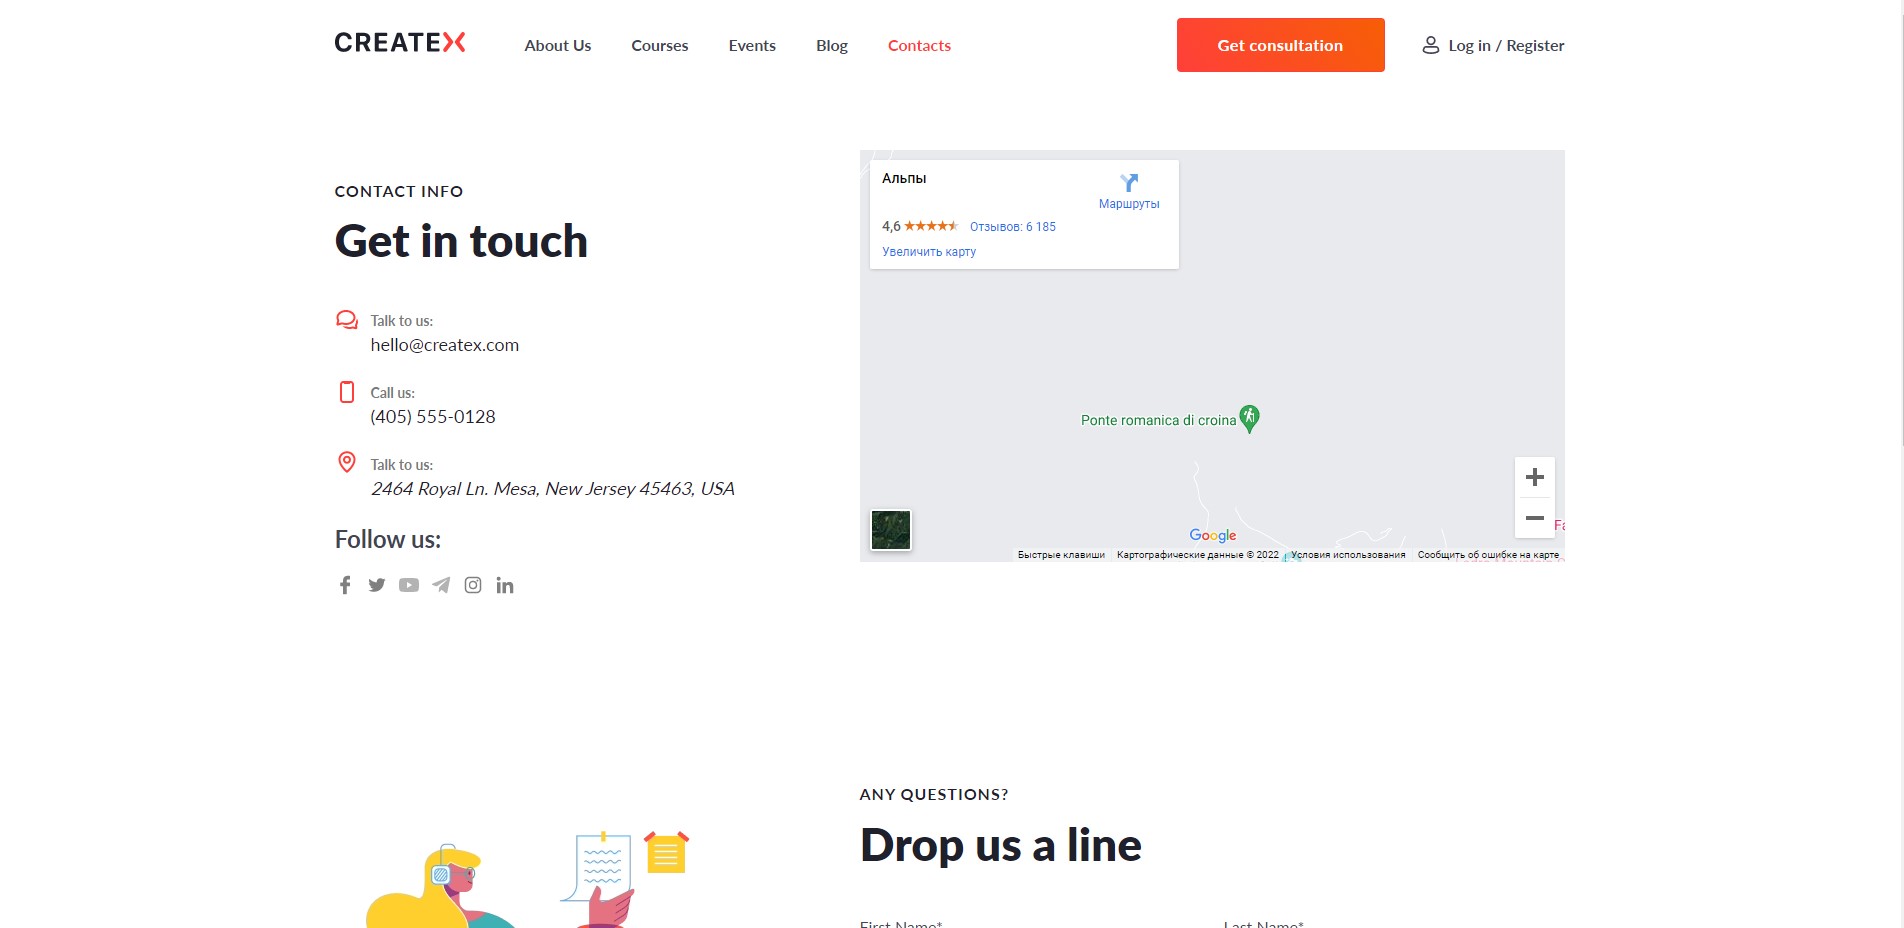 CREATEX
About Us
Courses
Events
Blog
Contacts
Get consultation
Log in / Register
CONTACT INFO
Get in touch
Talk to us:
hello@createx.com
Call us:
(405) 555-0128
Talk to us:
2464 Royal Ln. Mesa, New Jersey 45463, USA
Follow us:
Альпы
Маршруты
4,6
Отзывов: 6 185
Увеличить карту
Ponte romanica di croina
Google
Быстрые клавиши
Картографические данные © 2022
Условия использования
Сообщить об ошибке на карте
ANY QUESTIONS?
Drop us a line
First Name*
Last Name*